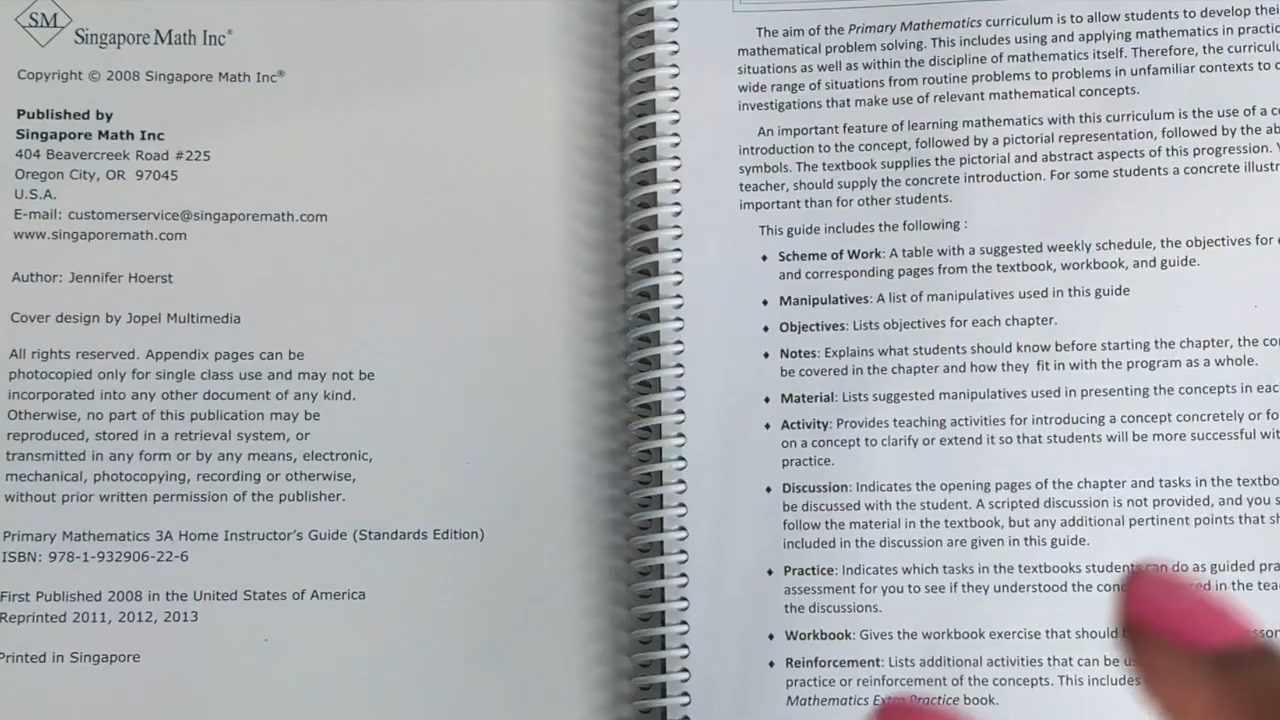 SM
Singapore Math Inc®
Copyright © 2008 Singapore Math Inc®
Published by
Singapore Math Inc
404 Beavercreek Road #225
Oregon City, OR 97045
U.S.A.
E-mail: customerservice@singaporemath.com
www.singaporemath.com
Author: Jennifer Hoerst
Cover design by Jopel Multimedia
All rights reserved. Appendix pages can be
photocopied only for single class use and may not be
incorporated into any other document of any kind.
Otherwise, no part of this publication may be
reproduced, stored in a retrieval system, or
transmitted in any form or by any means, electronic,
mechanical, photocopying, recording or otherwise,
without prior written permission of the publisher.
Primary Mathematics 3A Home Instructor's Guide (Standards Edition)
ISBN: 978-1-932906-22-6
First Published 2008 in the United States of America
Reprinted 2011, 2012, 2013
Printed in Singapore
The aim of the Primary Mathematics curriculum is to allow students to develop their
mathematical problem solving. This includes using and applying mathematics in
situations as well as within the discipline of mathematics itself. Therefore, the
wide range of situations from routine problems to problems in unfamiliar contexts to
investigations that make use of relevant mathematical concepts.
An important feature of learning mathematics with this curriculum is the use of a
introduction to the concept, followed by a pictorial representation, followed by the
symbols. The textbook supplies the pictorial and abstract aspects of this progression.
teacher, should supply the concrete introduction. For some students a concrete
important than for other students.
This guide includes the following :
♦ Scheme of Work: A table with a suggested weekly schedule, the objectives for
and corresponding pages from the textbook, workbook, and guide.
♦ Manipulatives: A list of manipulatives used in this guide
♦ Objectives: Lists objectives for each chapter.
♦ Notes: Explains what students should know before starting the chapter, the
be covered in the chapter and how they fit in with the program as a whole.
♦ Material: Lists suggested manipulatives used in presenting the concepts in each
♦ Activity: Provides teaching activities for introducing a concept concretely or
on a concept to clarify or extend it so that students will be more successful
practice.
♦ Discussion: Indicates the opening pages of the chapter and tasks in the
be discussed with the student. A scripted discussion is not provided, and you
follow the material in the textbook, but any additional pertinent points that
included in the discussion are given in this guide.
♦ Practice: Indicates which tasks in the textbooks students can do as guided
assessment for you to see if they understood the in the
the discussions.
♦ Workbook: Gives the workbook exercise that should
♦ Reinforcement: Lists additional activities that can be
practice or reinforcement of the concepts. This includes
Mathematics Extra Practice book.